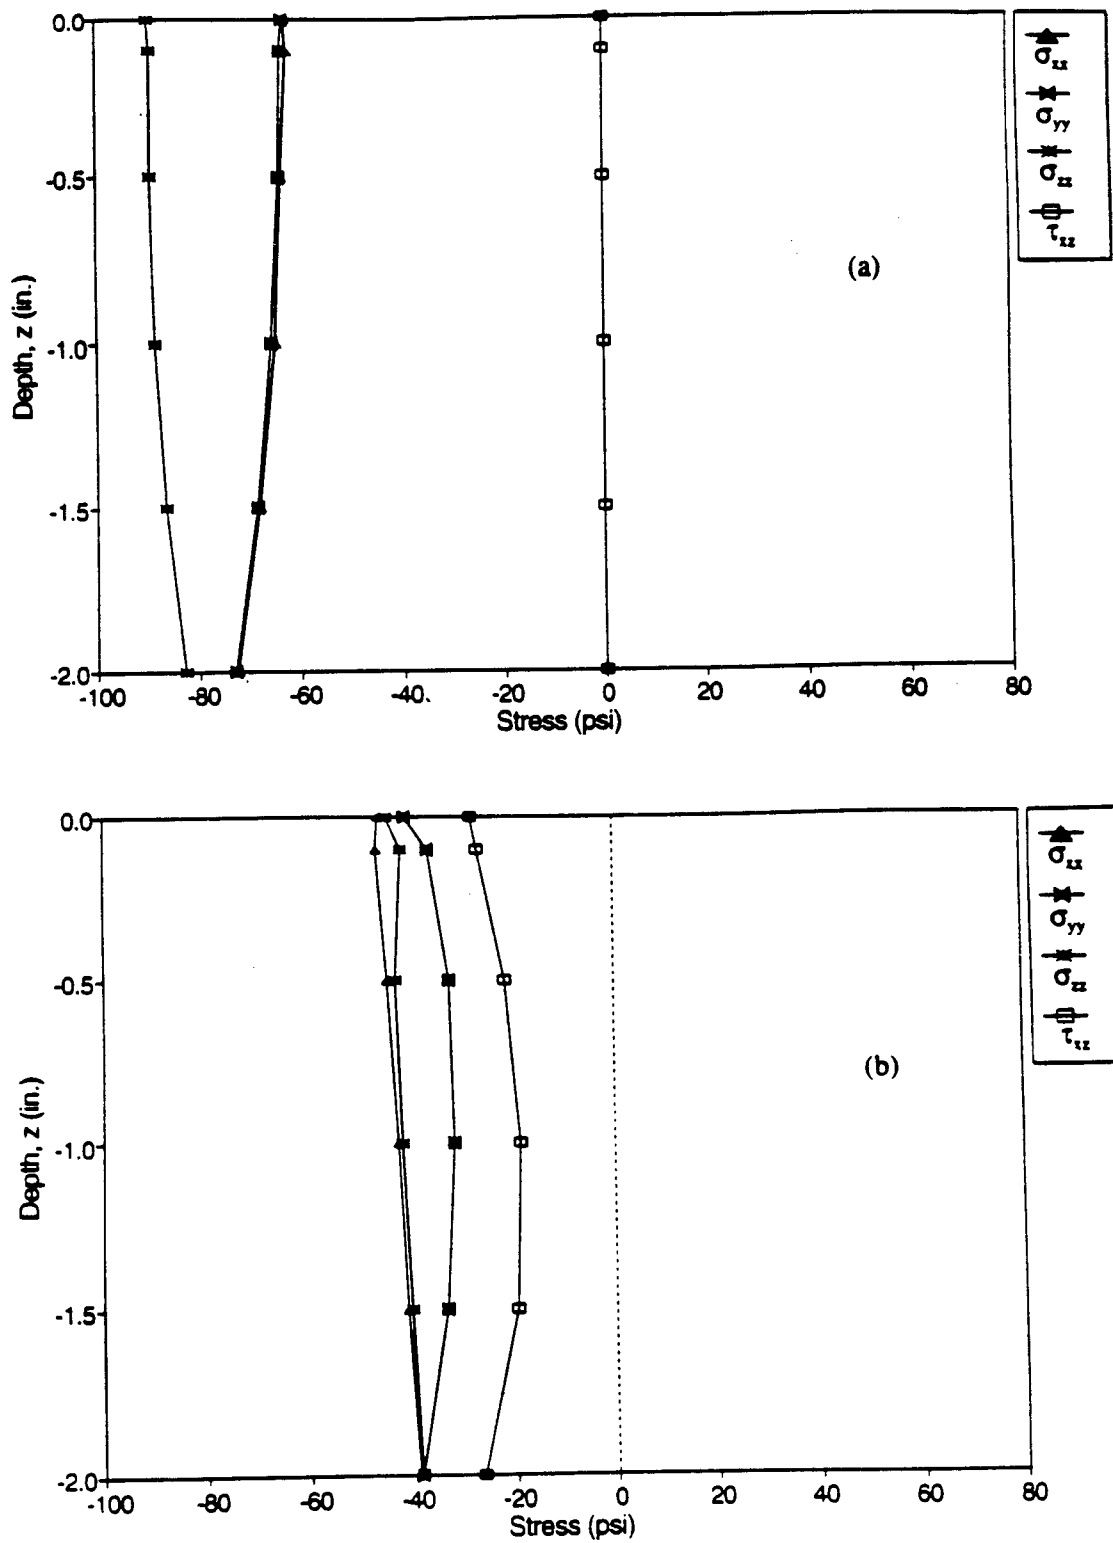 0.0
-0.5
-1.0
-1.5
-2.0
Depth, z (in.)
-100 -80 -60 -40 -20 0 20 40 60 80
Stress (psi)
(a)
σxx
σyy
σzz
τxz
0.0
-0.5
-1.0
-1.5
-2.0
Depth, z (in.)
-100 -80 -60 -40 -20 0 20 40 60 80
Stress (psi)
(b)
σxx
σyy
σzz
τxz